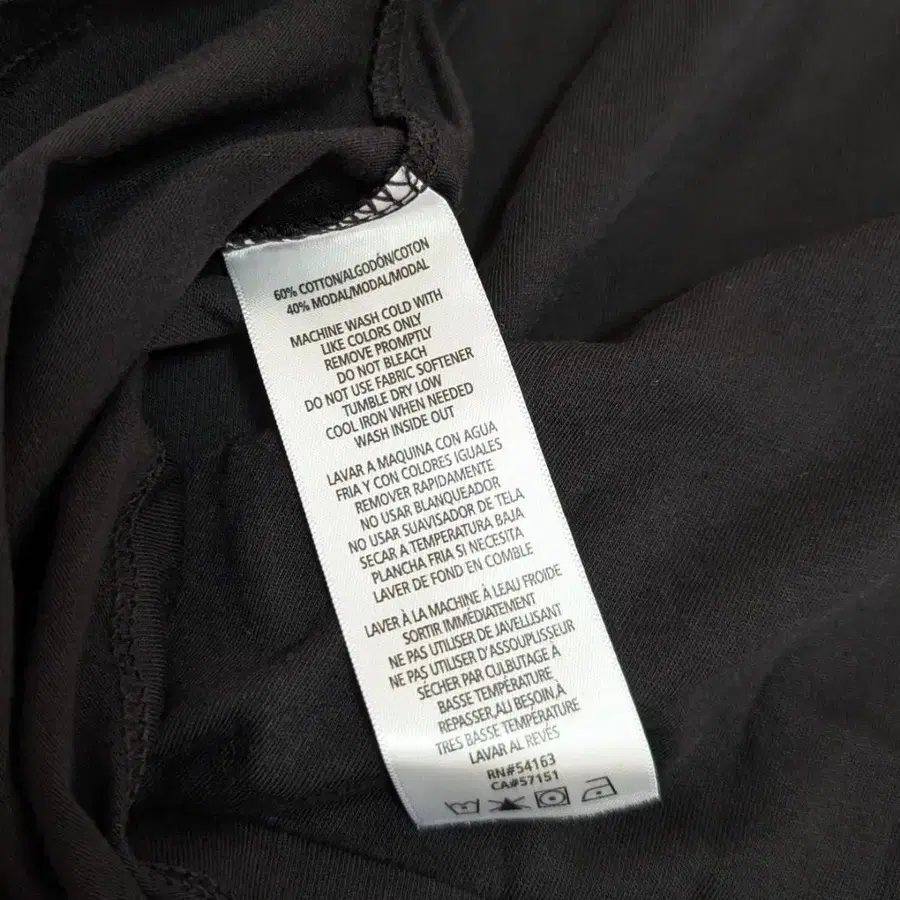 60% COTTON/ALGODÓN/COTON
40% MODAL/MODAL/MODAL
MACHINE WASH COLD WITH
LIKE COLORS ONLY
REMOVE PROMPTLY
DO NOT BLEACH
DO NOT USE FABRIC SOFTENER
TUMBLE DRY LOW
COOL IRON WHEN NEEDED
WASH INSIDE OUT
LAVAR A MAQUINA CON AGUA
FRIA Y CON COLORES IGUALES
REMOVER RAPIDAMENTE
NO USAR BLANQUEADOR
NO USAR SUAVISADOR DE TELA
SECAR A TEMPERATURA BAJA
PLANCHA FRIA SI NECESITA
LAVER DE FOND EN COMBLE
LAVER À LA MACHINE À LEAU FROIDE
SORTIR IMMÉDIATEMENT
NE PAS UTILISER DE JAVELLISANT
NE PAS UTILISER D'ASSOUPLISSEUR
SÉCHER PAR CULBUTAGE À
BASSE TEMPÉRATURE
REPASSER,AU BESOIN,À
TRES BASSE TEMPÉRATURE
LAVAR AL REVÉS
RN#54163
CA#57151